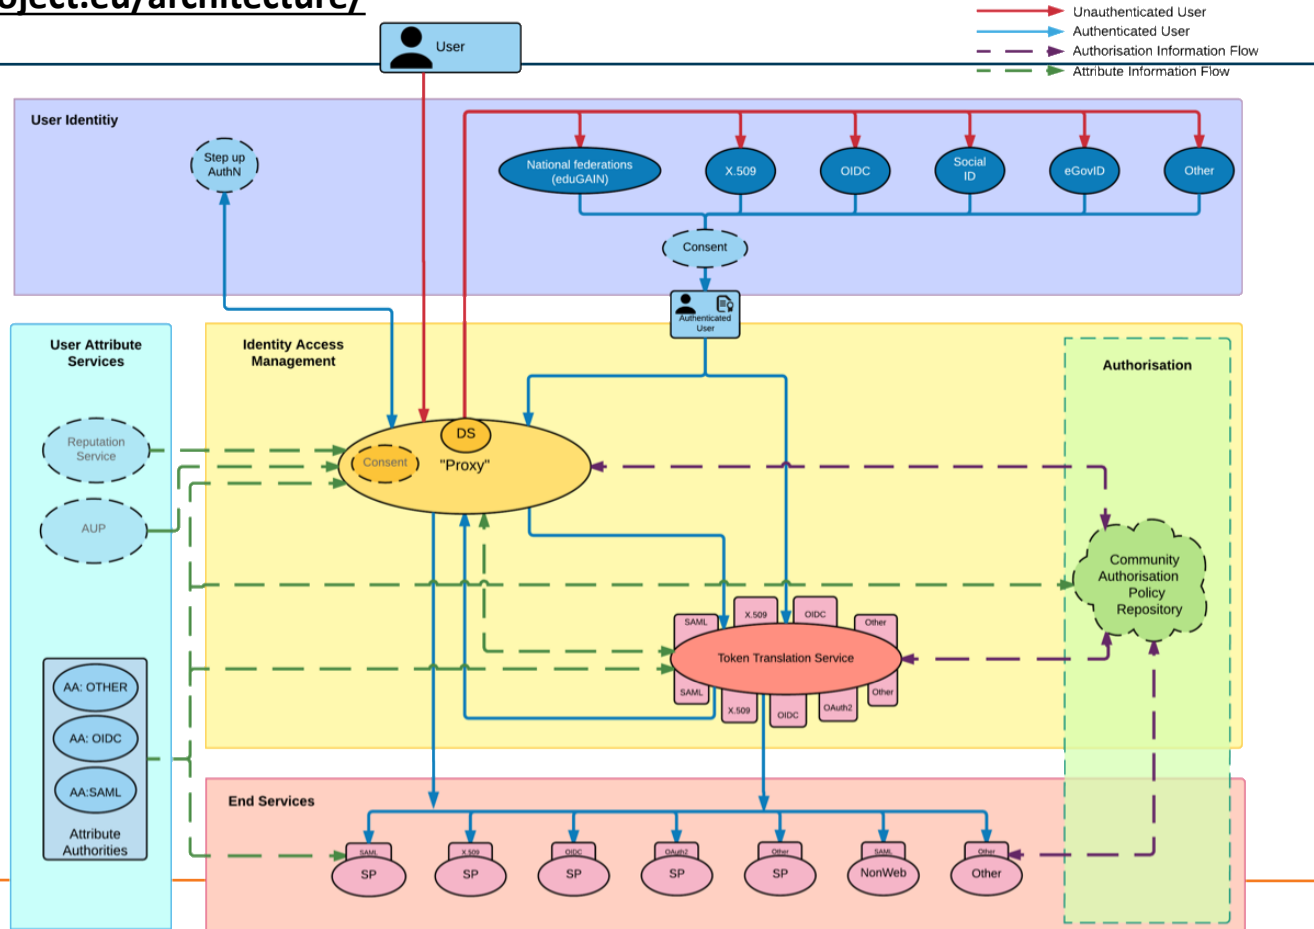 oject.eu/architecture/
Unauthenticated User
Authenticated User
Authorisation Information Flow
Attribute Information Flow
User
User Identitiy
Step up
AuthN
National federations
(eduGAIN)
X.509
OIDC
Social
ID
eGovID
Other
Consent
Authenticated
User
User Attribute
Services
Identity Access
Management
Authorisation
Reputation
Service
AUP
DS
Consent
"Proxy"
Community
Authorisation
Policy
Repository
SAML
X.509
OIDC
Other
Token Translation Service
SAML
X.509
OIDC
OAuth2
Other
AA: OTHER
AA: OIDC
AA:SAML
Attribute
Authorities
End Services
SAML
SP
X.509
SP
OIDC
SP
OAuth2
SP
Other
SP
SAML
NonWeb
Other
Other